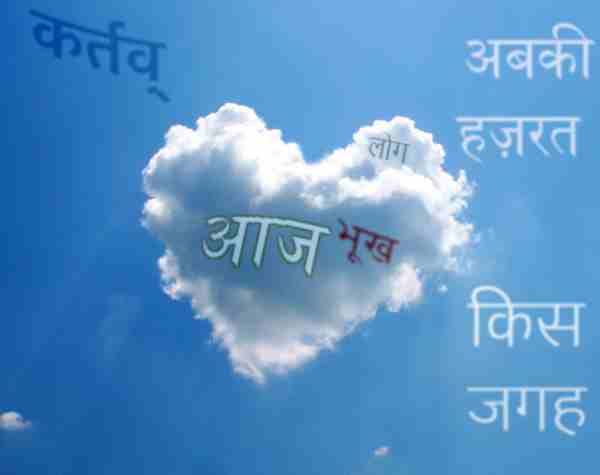 कर्तव्
अबकी
हज़रत
लोग
आज भूख
किस
जगह